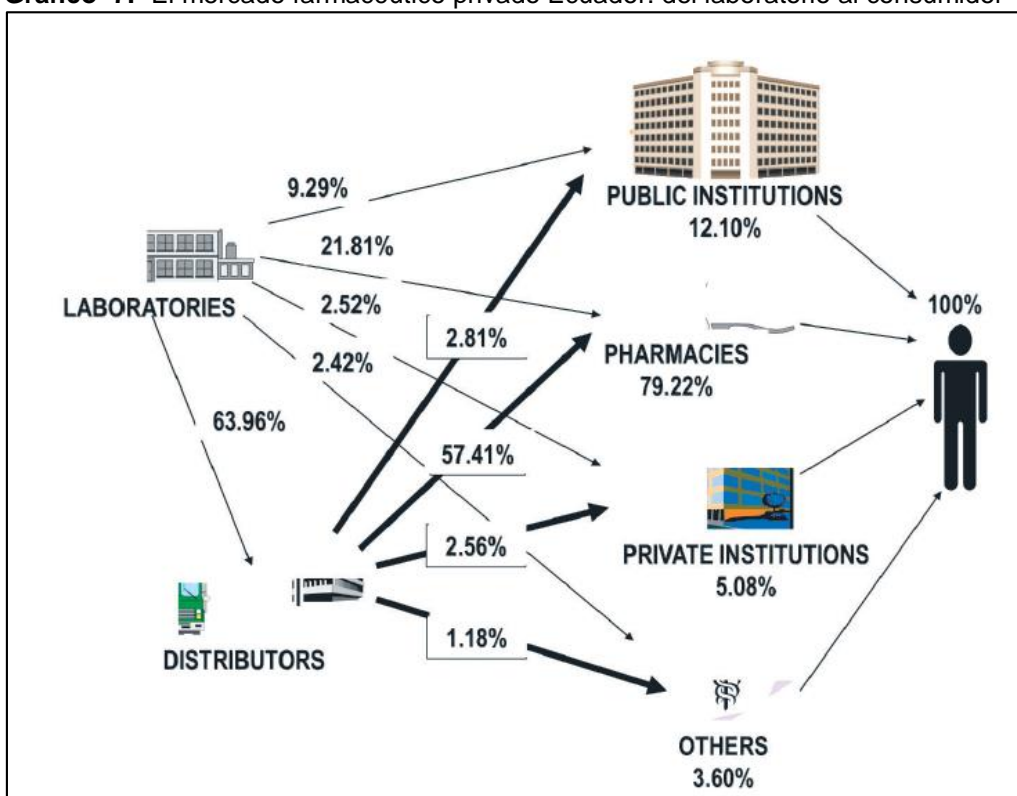 Gráfico 1. El mercado farmacéutico privado Ecuador: del laboratorio al consumidor
PUBLIC INSTITUTIONS
12.10%
9.29%
21.81%
LABORATORIES
2.52%
100%
2.81%
PHARMACIES
79.22%
2.42%
63.96%
57.41%
2.56%
PRIVATE INSTITUTIONS
5.08%
1.18%
DISTRIBUTORS
OTHERS
3.60%